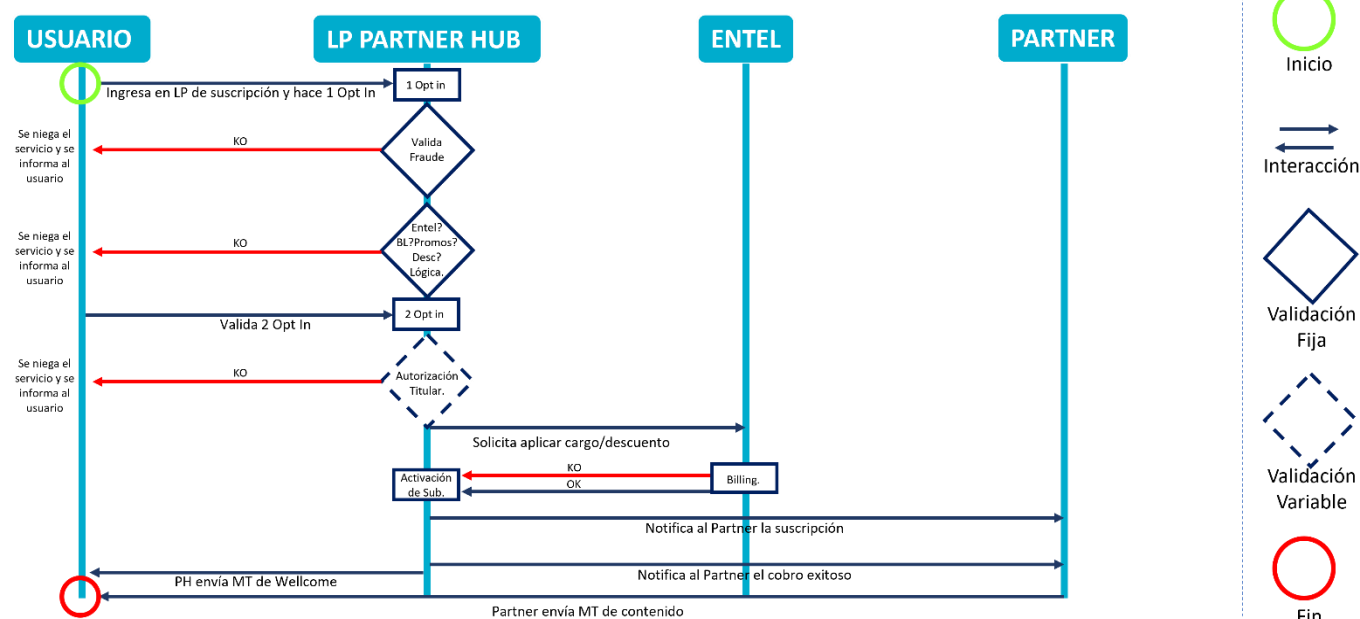 USUARIO
LP PARTNER HUB
ENTEL
PARTNER
Inicio
Ingresa en LP de suscripción y hace 1 Opt In
1 Opt in
Se niega el
servicio y se
informa al
usuario
KO
Valida
Fraude
Interacción
Se niega el
servicio y se
informa al
usuario
KO
Entel?
BL?Promos?
Desc?
Lógica.
Validación
Fija
Valida 2 Opt In
2 Opt in
Se niega el
servicio y se
informa al
usuario
KO
Autorización
Titular.
Solicita aplicar cargo/descuento
Validación
Variable
Activación
de Sub.
KO
OK
Billing.
Notifica al Partner la suscripción
PH envía MT de Wellcome
Notifica al Partner el cobro exitoso
Partner envía MT de contenido
Fin